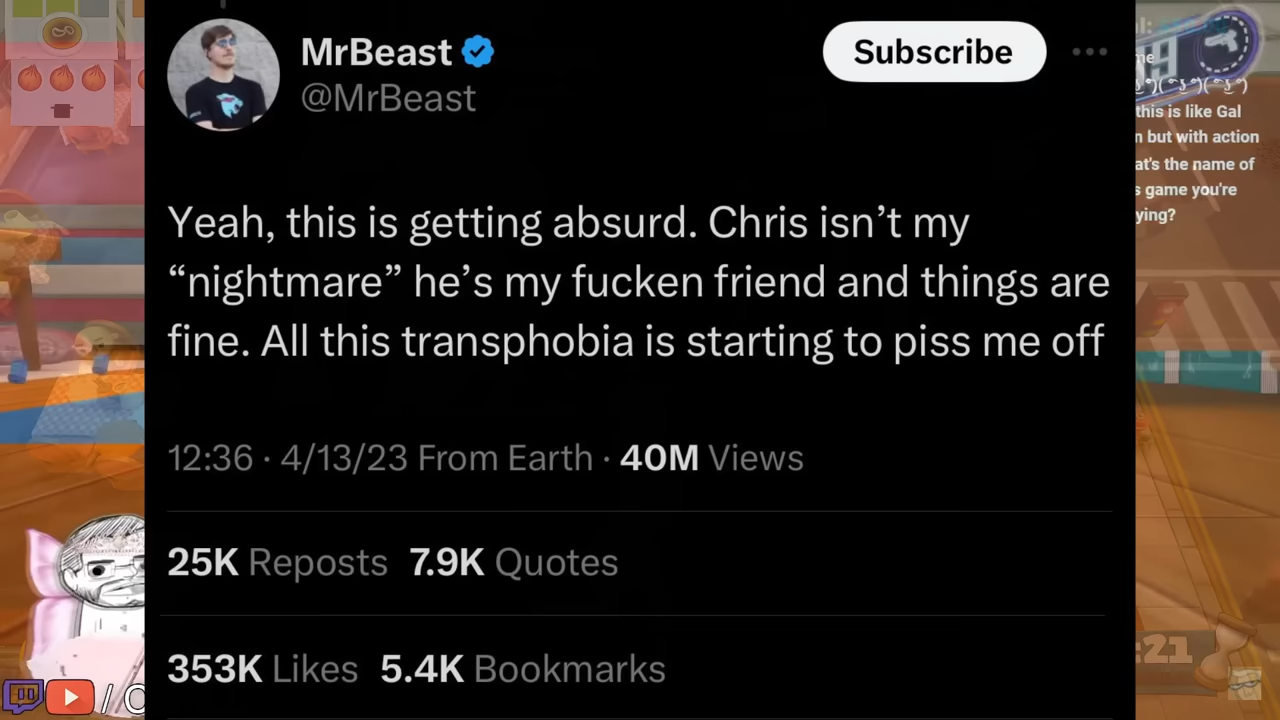 MrBeast
Subscribe
@MrBeast
Yeah, this is getting absurd. Chris isn’t my
“nightmare” he’s my fucken friend and things are
fine. All this transphobia is starting to piss me off
12:36 · 4/13/23 From Earth · 40M Views
25K Reposts 7.9K Quotes
353K Likes 5.4K Bookmarks
this is like Gal
but with action
the name of
game you're
:21
/